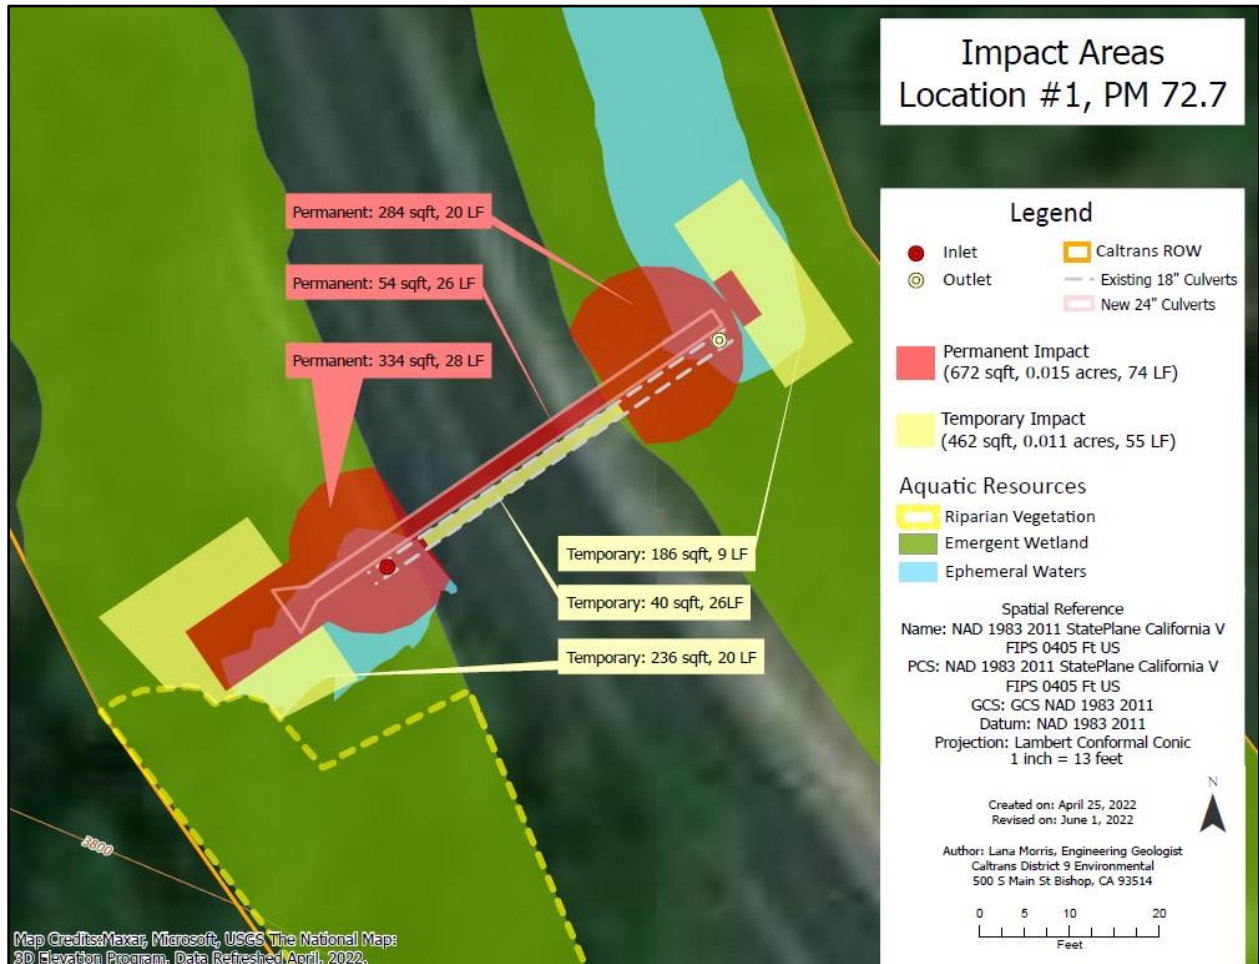 Impact Areas
Location #1, PM 72.7
Permanent: 284 sqft, 20 LF
Permanent: 54 sqft, 26 LF
Permanent: 334 sqft, 28 LF
Temporary: 186 sqft, 9 LF
Temporary: 40 sqft, 26LF
Temporary: 236 sqft, 20 LF
3800
Map Credits:Maxar, Microsoft, USGS The National Map:
3D Elevation Program. Data Refreshed April, 2022.
Legend
Inlet
Outlet
Caltrans ROW
Existing 18" Culverts
New 24" Culverts
Permanent Impact
(672 sqft, 0.015 acres, 74 LF)
Temporary Impact
(462 sqft, 0.011 acres, 55 LF)
Aquatic Resources
Riparian Vegetation
Emergent Wetland
Ephemeral Waters
Spatial Reference
Name: NAD 1983 2011 StatePlane California V
FIPS 0405 Ft US
PCS: NAD 1983 2011 StatePlane California V
FIPS 0405 Ft US
GCS: GCS NAD 1983 2011
Datum: NAD 1983 2011
Projection: Lambert Conformal Conic
1 inch = 13 feet
N
Created on: April 25, 2022
Revised on: June 1, 2022
Author: Lana Morris, Engineering Geologist
Caltrans District 9 Environmental
500 S Main St Bishop, CA 93514
0 5 10 20
Feet